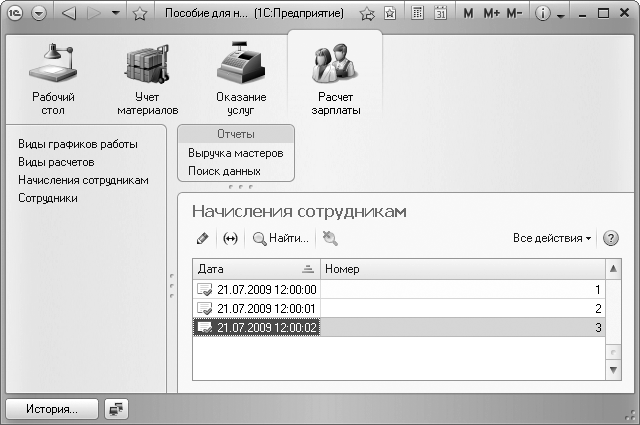 1С Пособие для н... (1С:Предприятие) 31 M M+ M-
Рабочий стол
Учет материалов
Оказание услуг
Расчет зарплаты
Виды графиков работы
Виды расчетов
Начисления сотрудникам
Сотрудники
Отчеты
Выручка мастеров
Поиск данных
Начисления сотрудникам
Найти... Все действия ?
Дата Номер
21.07.2009 12:00:00 1
21.07.2009 12:00:01 2
21.07.2009 12:00:02 3
История...